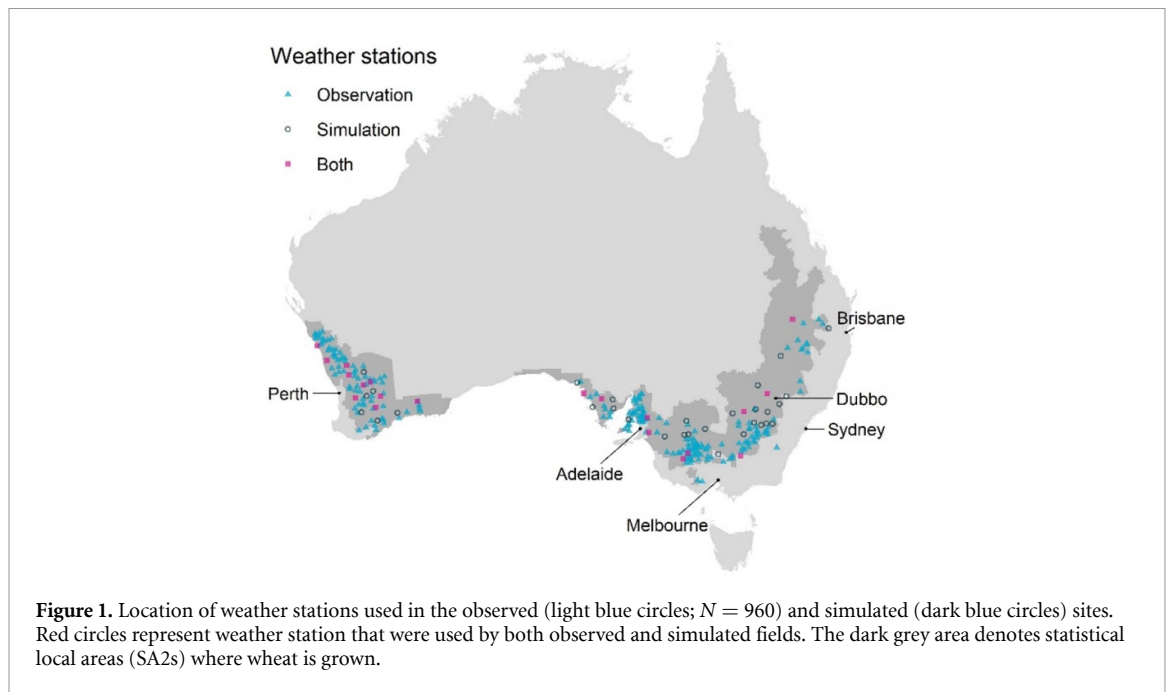 Weather stations
Observation
Simulation
Both
Brisbane
Perth
Dubbo
Sydney
Adelaide
Melbourne
Figure 1. Location of weather stations used in the observed (light blue circles; N = 960) and simulated (dark blue circles) sites.
Red circles represent weather station that were used by both observed and simulated fields. The dark grey area denotes statistical
local areas (SA2s) where wheat is grown.